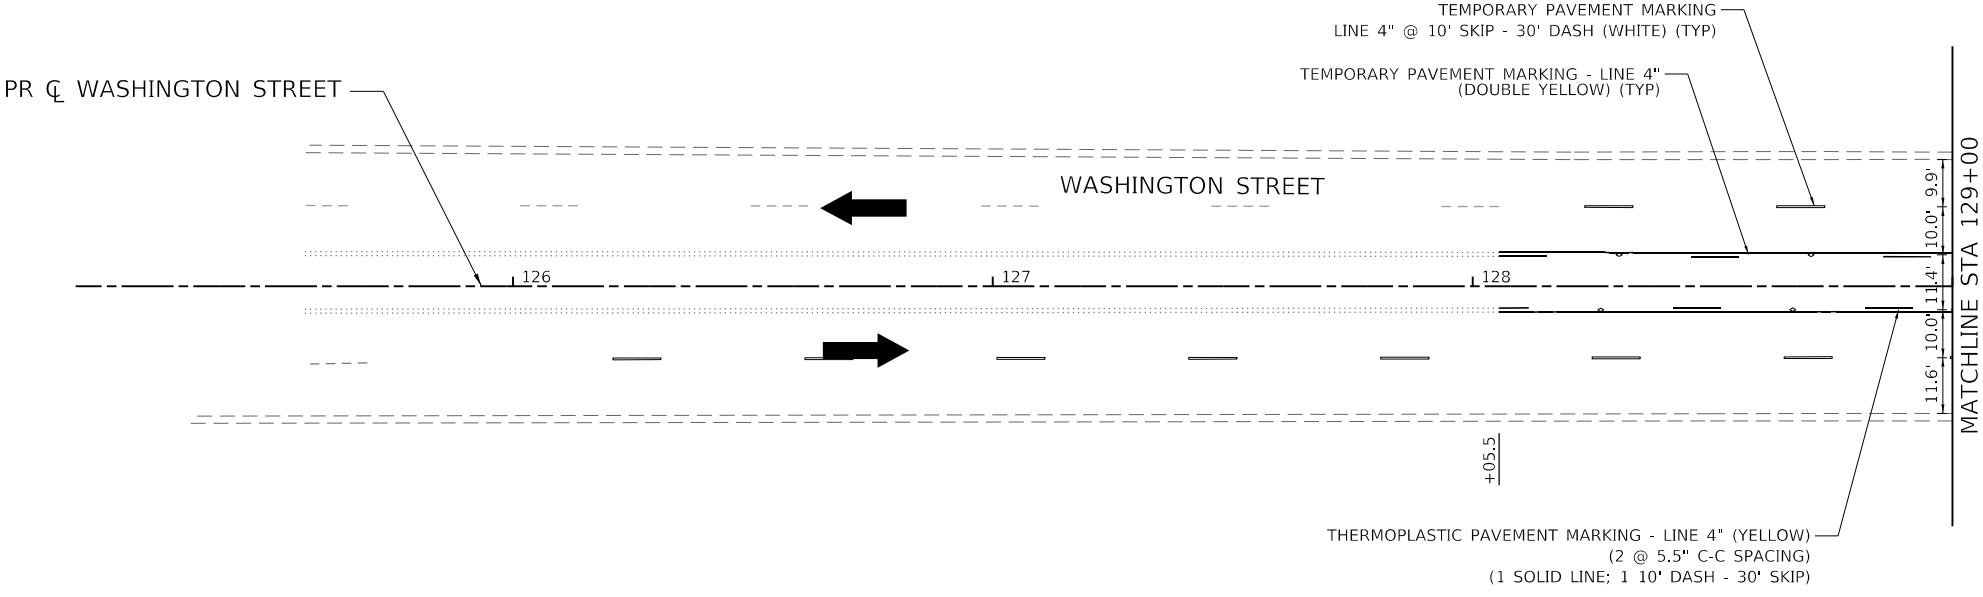 TEMPORARY PAVEMENT MARKING
LINE 4" @ 10' SKIP - 30' DASH (WHITE) (TYP)
TEMPORARY PAVEMENT MARKING - LINE 4"
(DOUBLE YELLOW) (TYP)
PR ℄ WASHINGTON STREET
WASHINGTON STREET
126
127
128
9.9'
10.0'
11.4'
10.0'
11.6'
MATCHLINE STA 129+00
+05.5
THERMOPLASTIC PAVEMENT MARKING - LINE 4" (YELLOW)
(2 @ 5.5" C-C SPACING)
(1 SOLID LINE; 1 10' DASH - 30' SKIP)